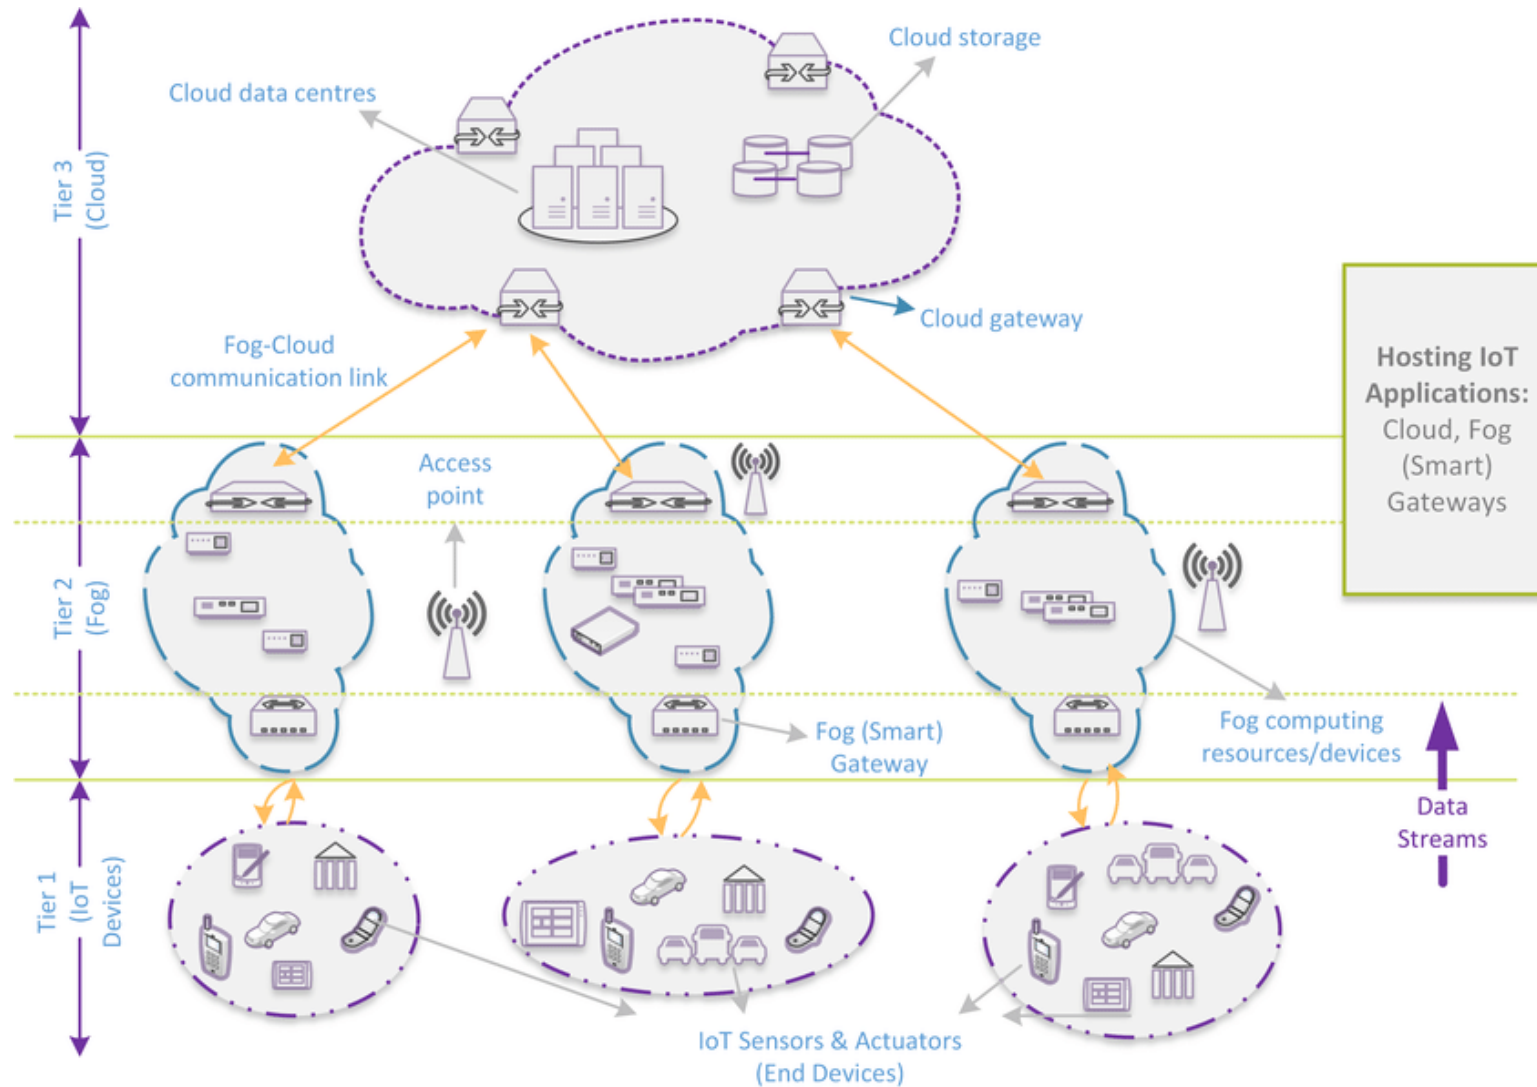 Tier 3
(Cloud)
Cloud data centres
Cloud storage
Cloud gateway
Fog-Cloud
communication link
Hosting IoT
Applications:
Cloud, Fog
(Smart)
Gateways
Tier 2
(Fog)
Access
point
Fog (Smart)
Gateway
Fog computing
resources/devices
Data
Streams
Tier 1
(IoT
Devices)
IoT Sensors & Actuators
(End Devices)